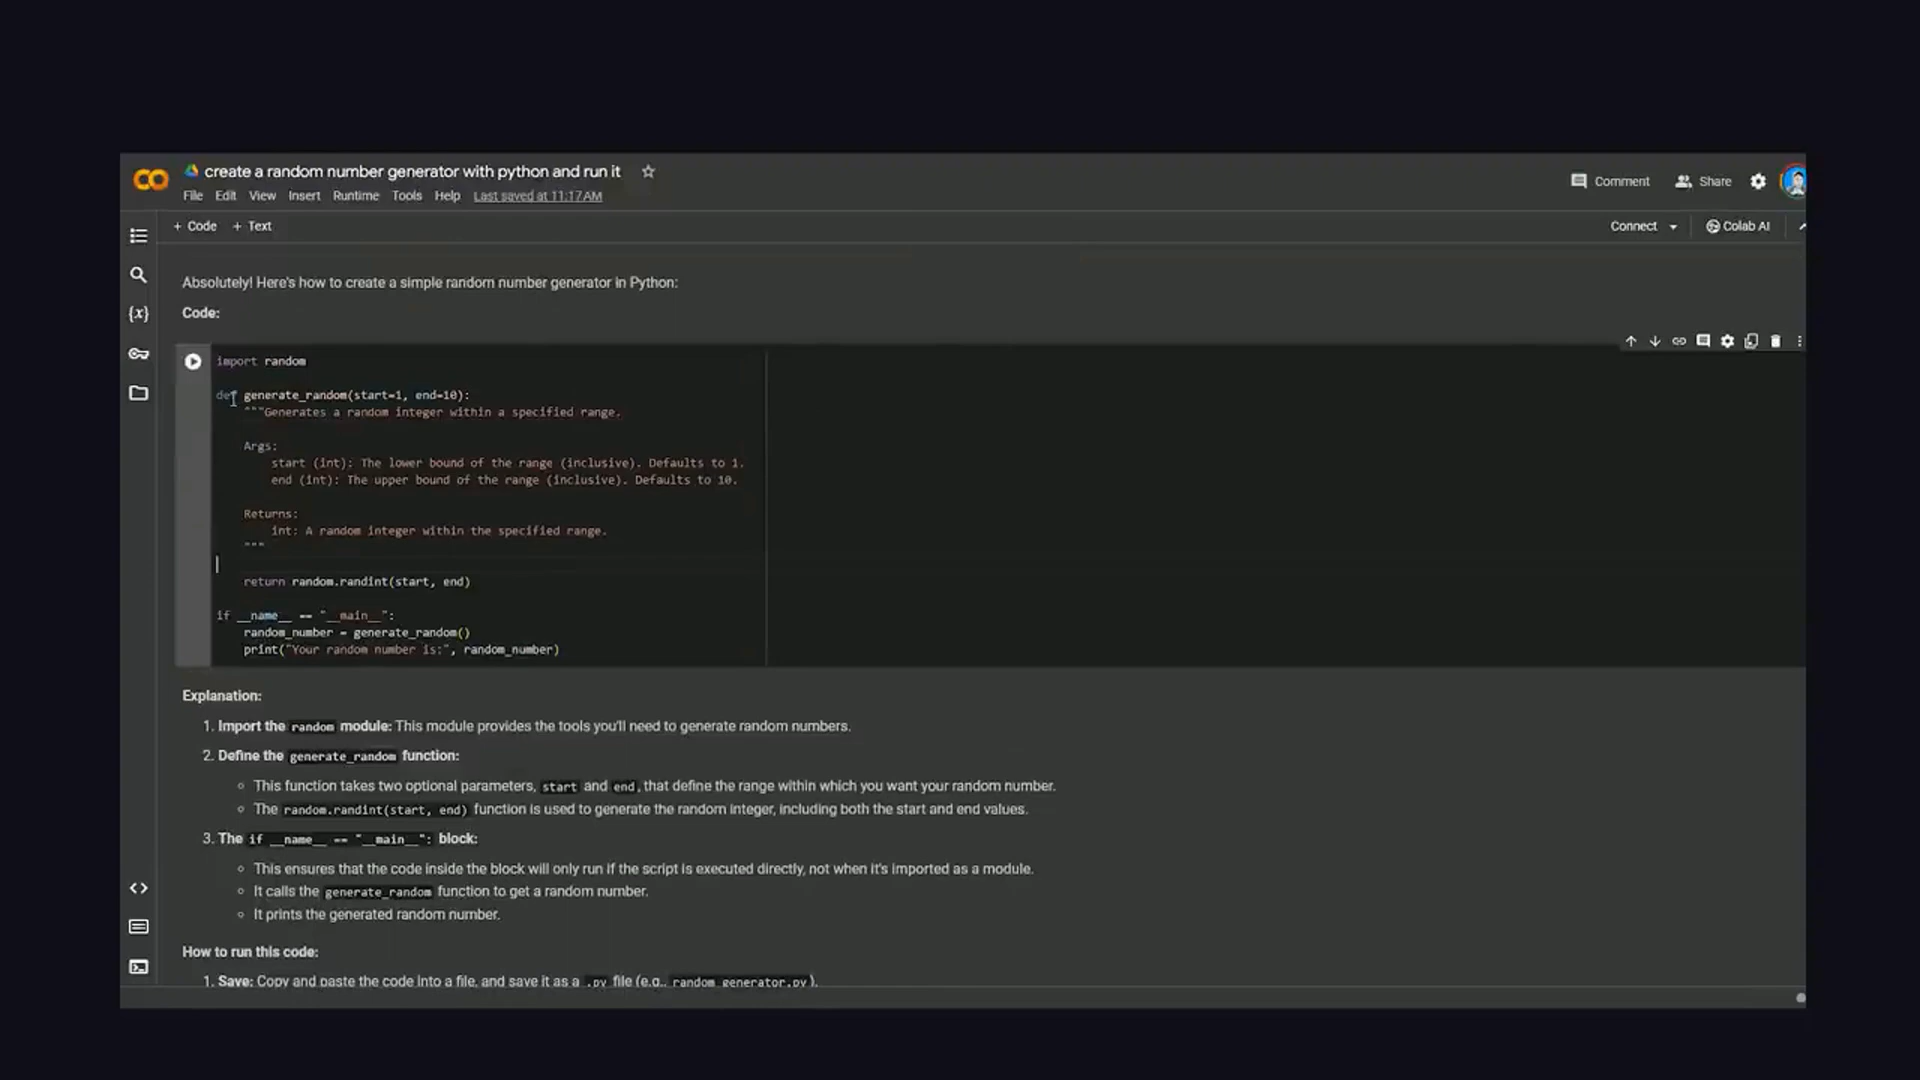 create a random number generator with python and run it
Comment Share
File Edit View Insert Runtime Tools Help Last saved at 11:17 AM
+ Code + Text Connect Colab AI
{x}
Absolutely! Here's how to create a simple random number generator in Python:
Code:
import random
def generate_random(start=1, end=10):
"""Generates a random integer within a specified range.
Args:
start (int): The lower bound of the range (inclusive). Defaults to 1.
end (int): The upper bound of the range (inclusive). Defaults to 10.
Returns:
int: A random integer within the specified range.
"""
return random.randint(start, end)
if __name__ == "__main__":
random_number = generate_random()
print("Your random number is:", random_number)
Explanation:
1. Import the random module: This module provides the tools you'll need to generate random numbers.
2. Define the generate_random function:
◦ This function takes two optional parameters, start and end, that define the range within which you want your random number.
◦ The random.randint(start, end) function is used to generate the random integer, including both the start and end values.
3. The if __name__ == "__main__": block:
◦ This ensures that the code inside the block will only run if the script is executed directly, not when it's imported as a module.
◦ It calls the generate_random function to get a random number.
◦ It prints the generated random number.
How to run this code:
1. Save: Copy and paste the code into a file, and save it as a .py file (e.g., random_generator.py).